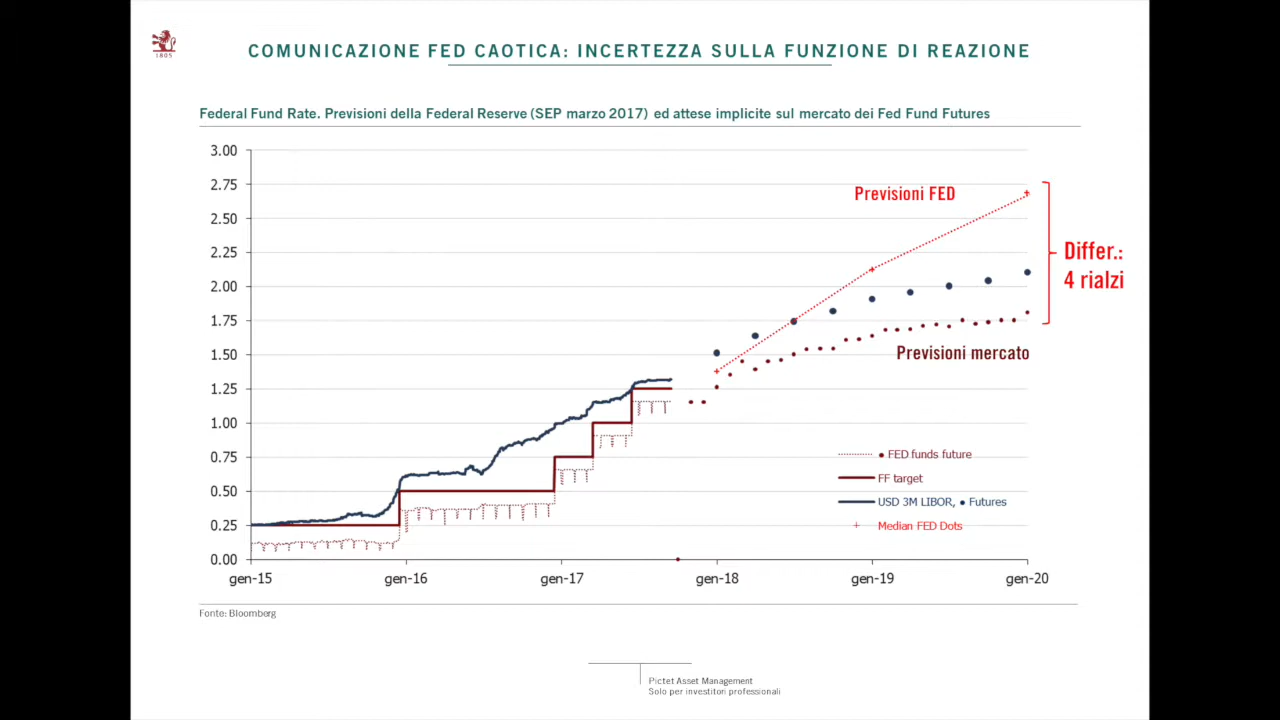 1805
COMUNICAZIONE FED CAOTICA: INCERTEZZA SULLA FUNZIONE DI REAZIONE
Federal Fund Rate. Previsioni della Federal Reserve (SEP marzo 2017) ed attese implicite sul mercato dei Fed Fund Futures
3.00
2.75
2.50
2.25
2.00
1.75
1.50
1.25
1.00
0.75
0.50
0.25
0.00
gen-15 gen-16 gen-17 gen-18 gen-19 gen-20
Previsioni FED
Differ.:
4 rialzi
Previsioni mercato
FED funds future
FF target
USD 3M LIBOR, • Futures
Median FED Dots
Fonte: Bloomberg
Pictet Asset Management
Solo per investitori professionali